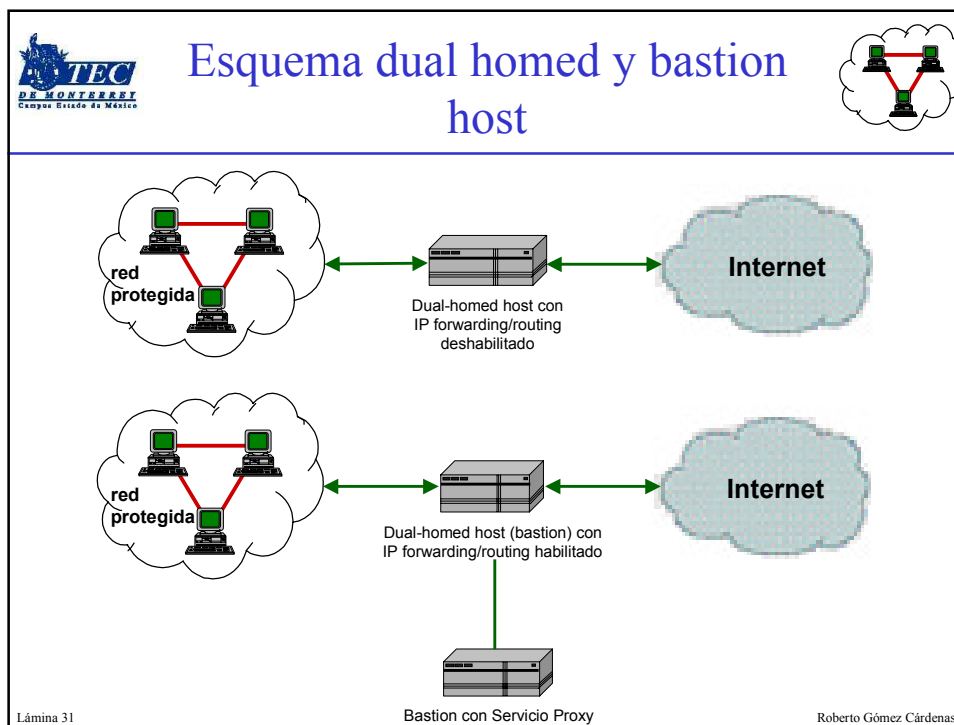 TEC
DE MONTERREY
Campus Estado de México
Esquema dual homed y bastion
host
red
protegida
Internet
Dual-homed host con
IP forwarding/routing
deshabilitado
red
protegida
Internet
Dual-homed host (bastion) con
IP forwarding/routing habilitado
Bastion con Servicio Proxy
Lámina 31
Roberto Gómez Cárdenas